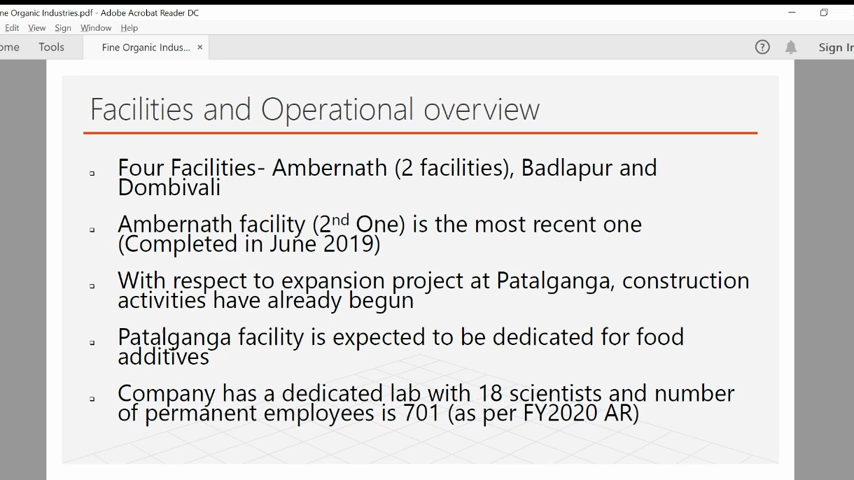 ne Organic Industries.pdf - Adobe Acrobat Reader DC
Edit View Sign Window Help
ome Tools Fine Organic Indus... × Sign In
Facilities and Operational overview
Four Facilities- Ambernath (2 facilities), Badlapur and
Dombivali
Ambernath facility (2nd One) is the most recent one
(Completed in June 2019)
With respect to expansion project at Patalganga, construction
activities have already begun
Patalganga facility is expected to be dedicated for food
additives
Company has a dedicated lab with 18 scientists and number
of permanent employees is 701 (as per FY2020 AR)